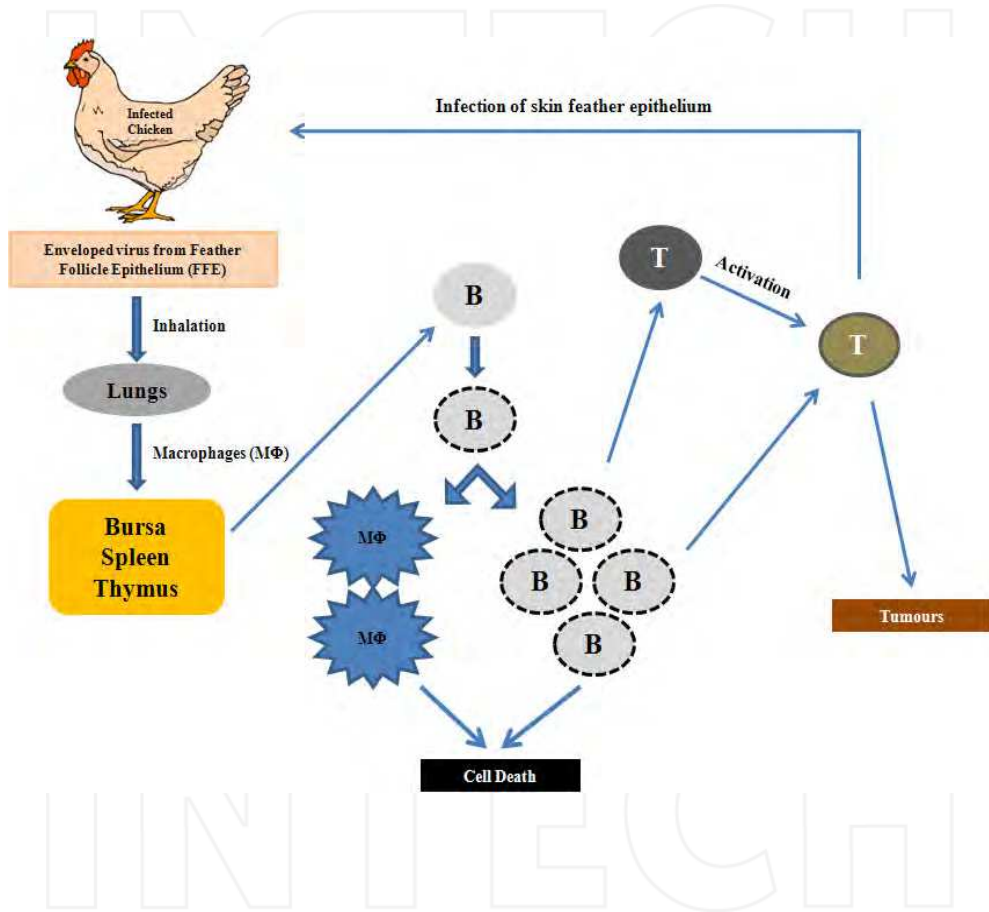 INTECH
Infected
Chicken
Infection of skin feather epithelium
Enveloped virus from Feather
Follicle Epithelium (FFE)
Inhalation
Lungs
Macrophages (MΦ)
Bursa
Spleen
Thymus
B
B
MΦ
MΦ
B
B
B
B
T
Activation
T
Tumours
Cell Death
INTECH